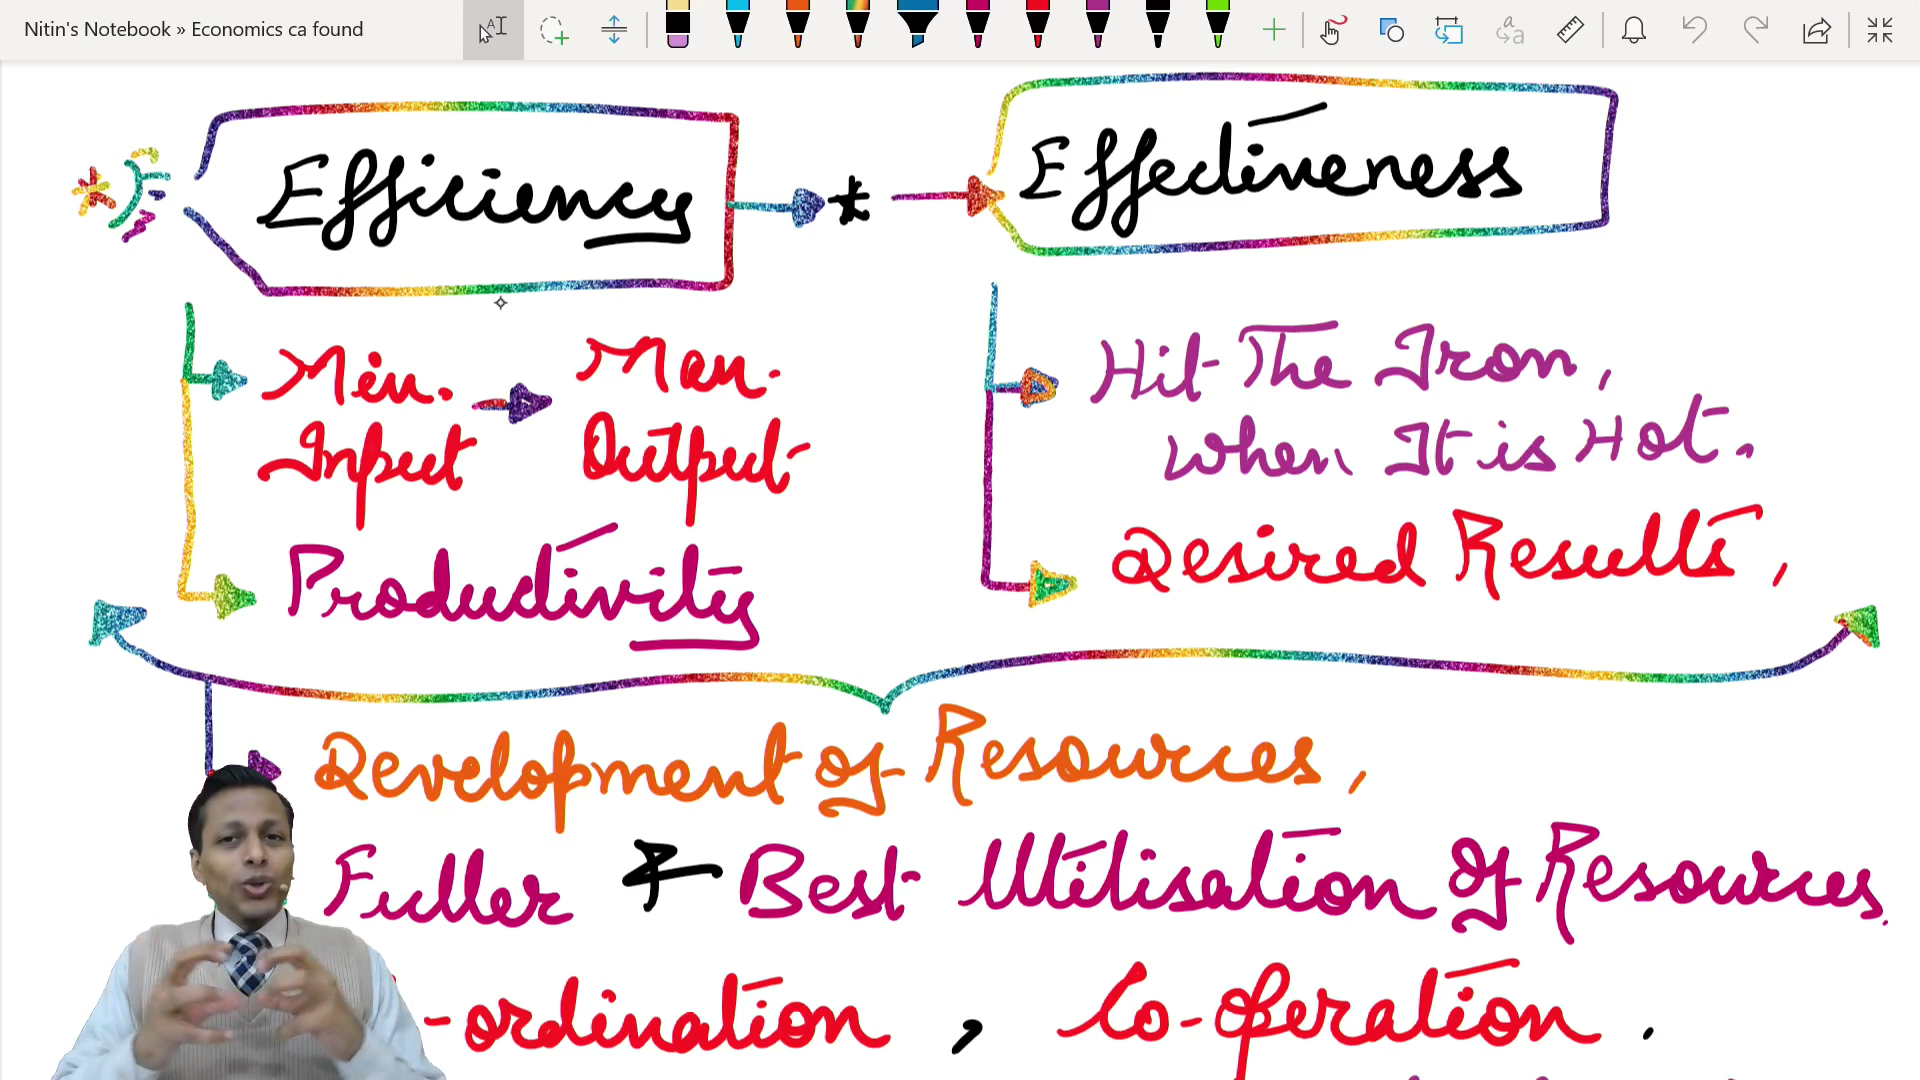 Nitin's Notebook » Economics ca found
* Efficiency → * → Effectiveness
Min. → Max.
Input Output
Productivity
Hit The Iron,
When It is Hot.
Desired Results,
Development of Resources,
Fuller & Best Utilisation Of Resources.
-ordination, Co-operation.